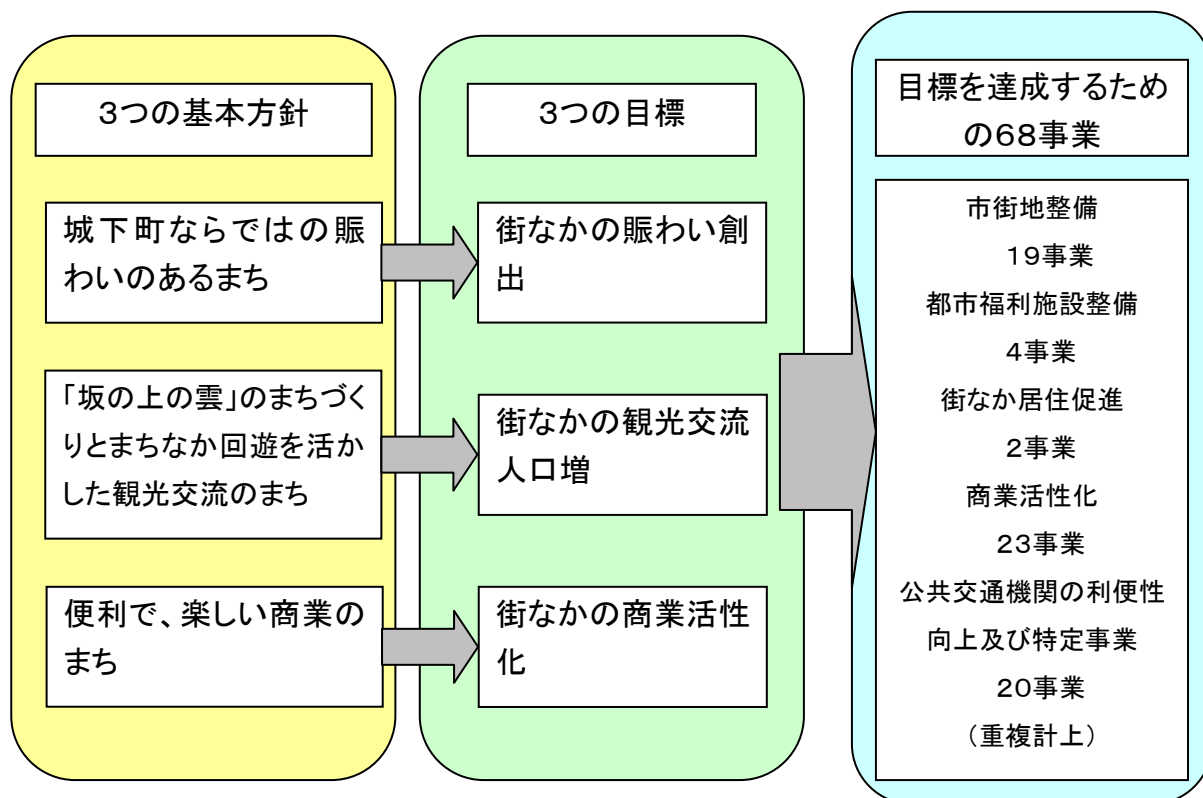 3つの基本方針
城下町ならではの賑
わいのあるまち
「坂の上の雲」のまちづく
りとまちなか回遊を活か
した観光交流のまち
便利で、楽しい商業の
まち
3つの目標
街なかの賑わい創
出
街なかの観光交流
人口増
街なかの商業活性
化
目標を達成するため
の68事業
市街地整備
19事業
都市福利施設整備
4事業
街なか居住促進
2事業
商業活性化
23事業
公共交通機関の利便性
向上及び特定事業
20事業
(重複計上)